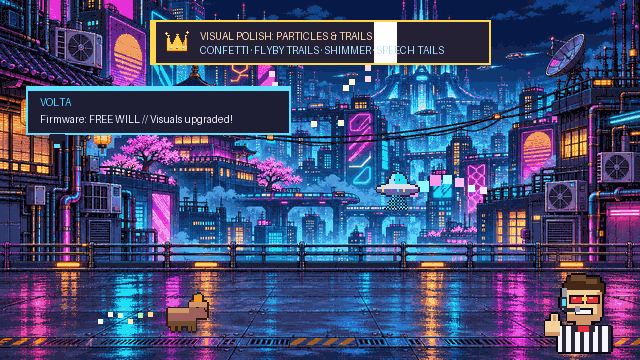 VISUAL POLISH: PARTICLES & TRAILS
CONFETTI · FLYBY TRAILS · SHIMMER · SPEECH TAILS
VOLTA
Firmware: FREE WILL // Visuals upgraded!